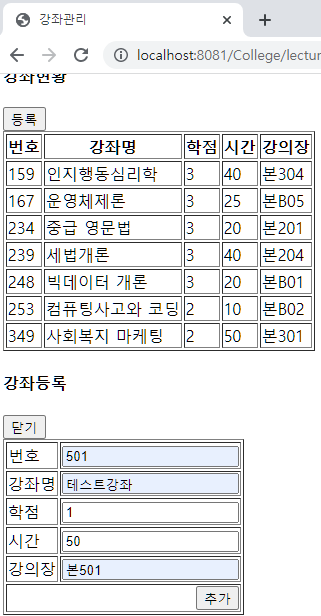 강좌관리
localhost:8081/College/lectur
강좌현황
등록
번호 강좌명 학점 시간 강의장
159 인지행동심리학 3 40 본304
167 운영체제론 3 25 본B05
234 중급 영문법 3 20 본201
239 세법개론 3 40 본204
248 빅데이터 개론 3 20 본B01
253 컴퓨팅사고와 코딩 2 10 본B02
349 사회복지 마케팅 2 50 본301
강좌등록
닫기
번호 501
강좌명 테스트강좌
학점 1
시간 50
강의장 본501
추가